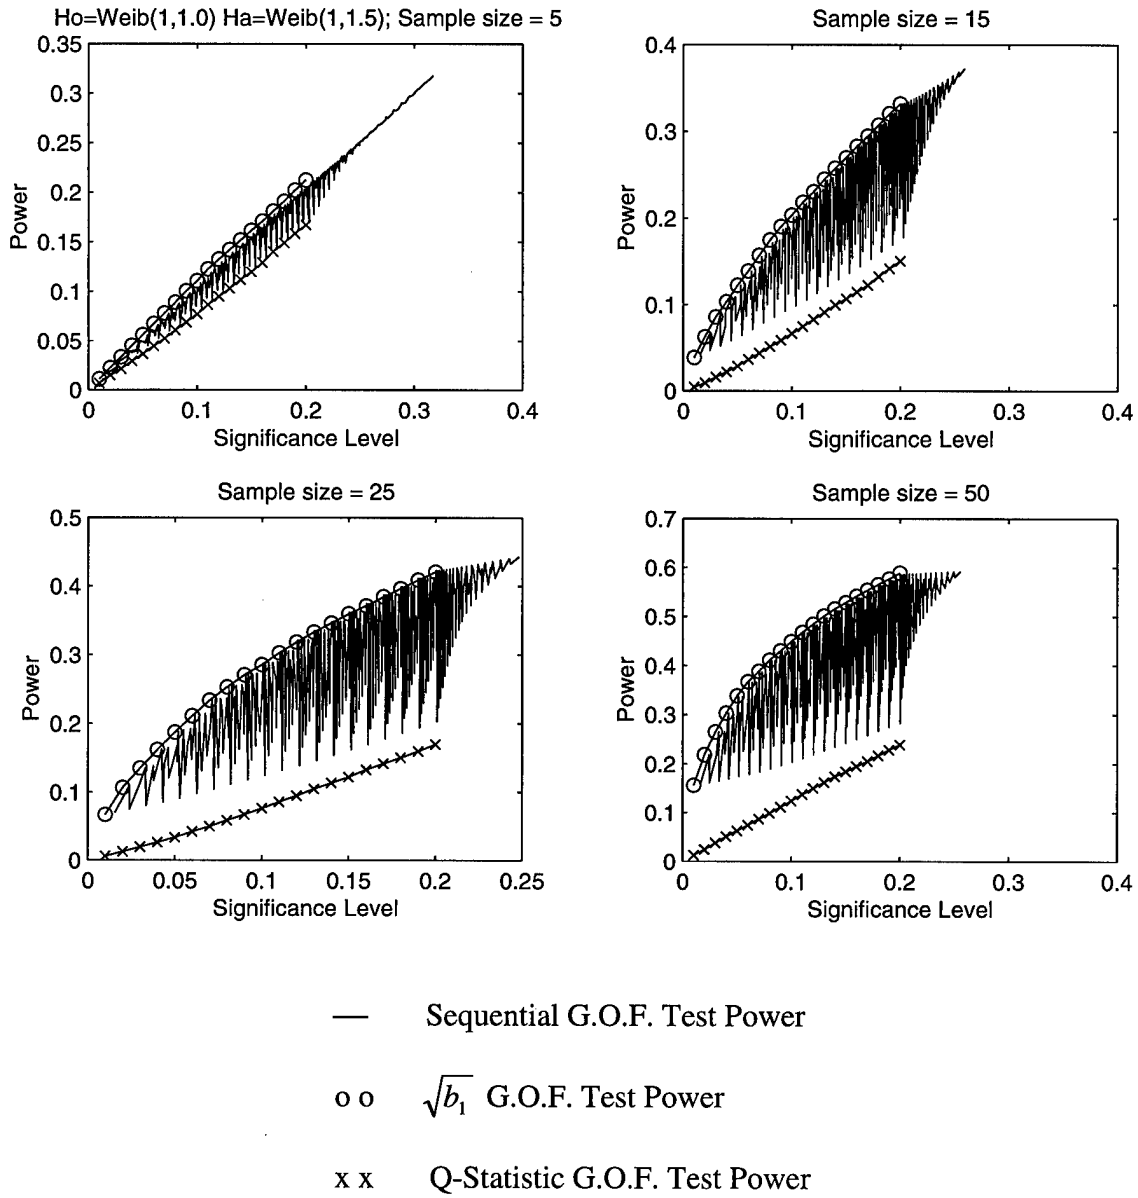 Ho=Weib(1,1.0) Ha=Weib(1,1.5); Sample size = 5
0.35
0.3
0.25
0.2
0.15
0.1
0.05
0
Power
0 0.1 0.2 0.3 0.4
Significance Level
Sample size = 15
0.4
0.3
0.2
0.1
0
Power
0 0.1 0.2 0.3 0.4
Significance Level
Sample size = 25
0.5
0.4
0.3
0.2
0.1
0
Power
0 0.05 0.1 0.15 0.2 0.25
Significance Level
Sample size = 50
0.7
0.6
0.5
0.4
0.3
0.2
0.1
0
Power
0 0.1 0.2 0.3 0.4
Significance Level
— Sequential G.O.F. Test Power
o o √b₁ G.O.F. Test Power
x x Q-Statistic G.O.F. Test Power